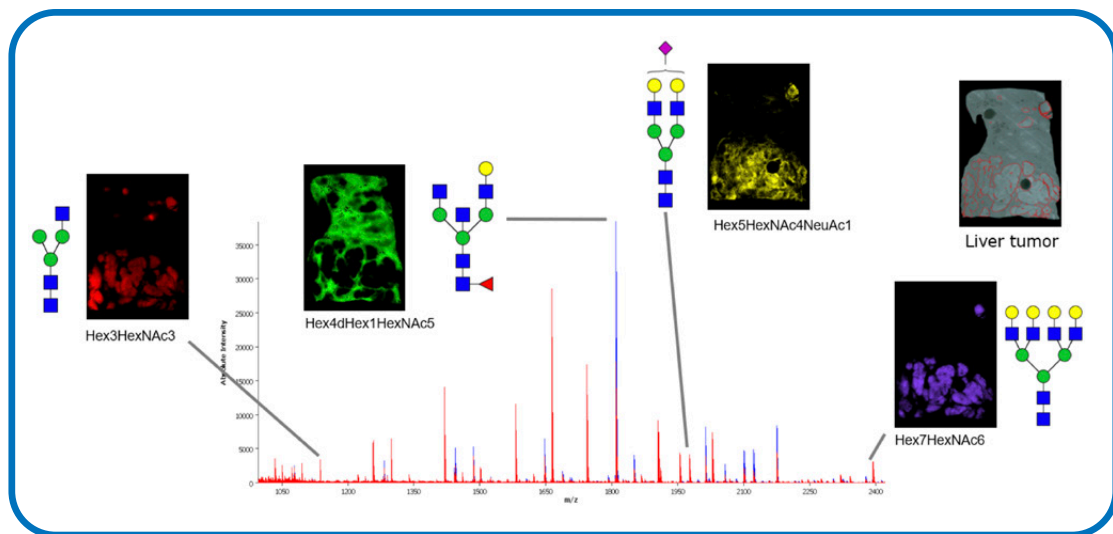 Hex5HexNAc4NeuAc1
Liver tumor
Hex3HexNAc3
Hex4dHex1HexNAc5
Hex7HexNAc6
Absolute Intensity
35000
30000
25000
20000
15000
10000
5000
0
1050
1200
1350
1500
1650
1800
1950
2100
2250
2400
m/z